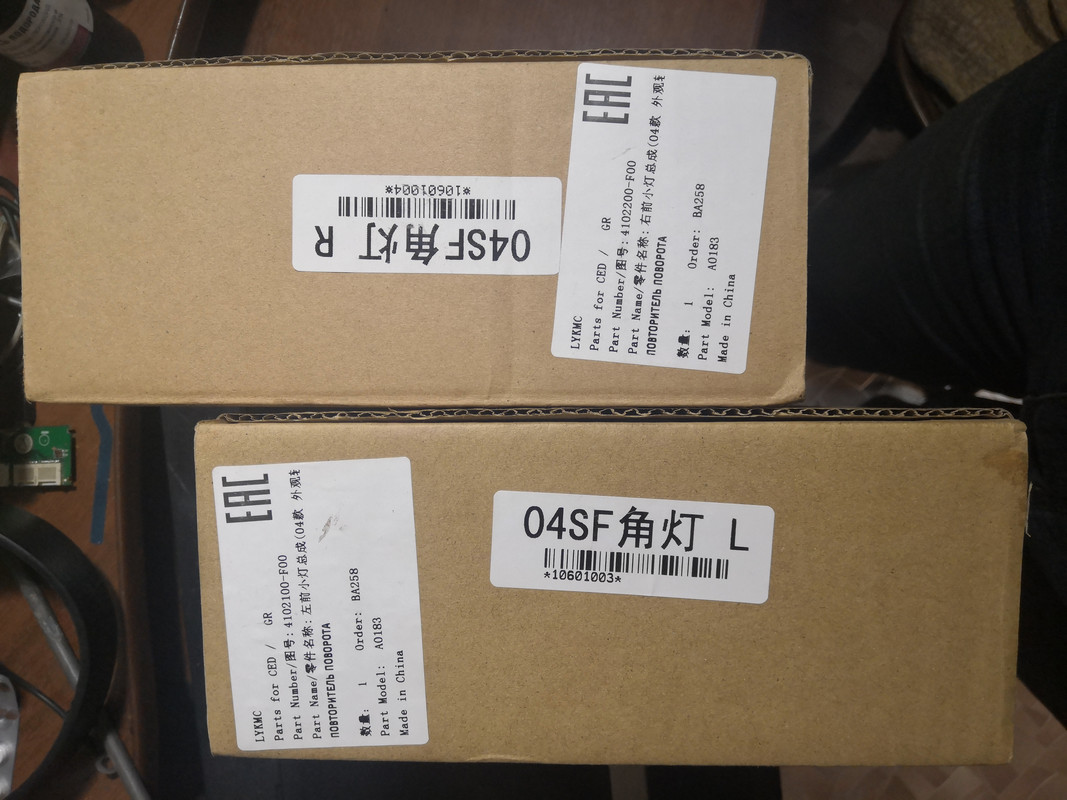 *10601004*
04SF角灯 R
EAC
LYKMC
Parts for CED / GR
Part Number/图号: 4102200-F00
Part Name/零件名称: 右前小灯总成(04款 外观车
ПОВТОРИТЕЛЬ ПОВОРОТА
数量: 1 Order: BA258
Part Model: A0183
Made in China
EAC
LYKMC
Parts for CED / GR
Part Number/图号: 4102100-F00
Part Name/零件名称: 左前小灯总成(04款 外观车
ПОВТОРИТЕЛЬ ПОВОРОТА
数量: 1 Order: BA258
Part Model: A0183
Made in China
04SF角灯 L
*10601003*